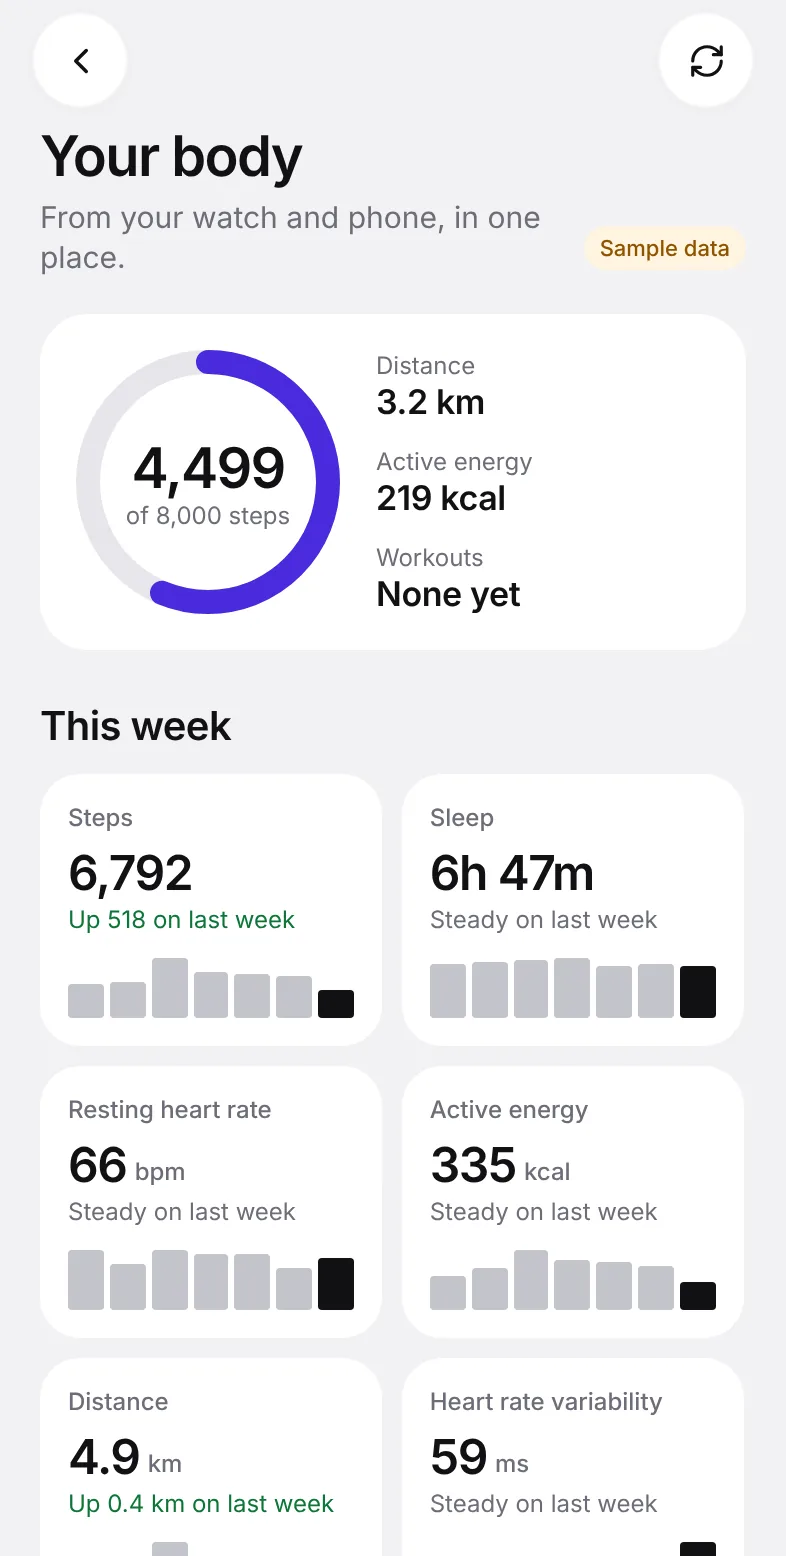 Your body
From your watch and phone, in one
place.
Sample data
4,499
of 8,000 steps
Distance
3.2 km
Active energy
219 kcal
Workouts
None yet
This week
Steps
6,792
Up 518 on last week
Sleep
6h 47m
Steady on last week
Resting heart rate
66 bpm
Steady on last week
Active energy
335 kcal
Steady on last week
Distance
4.9 km
Up 0.4 km on last week
Heart rate variability
59 ms
Steady on last week